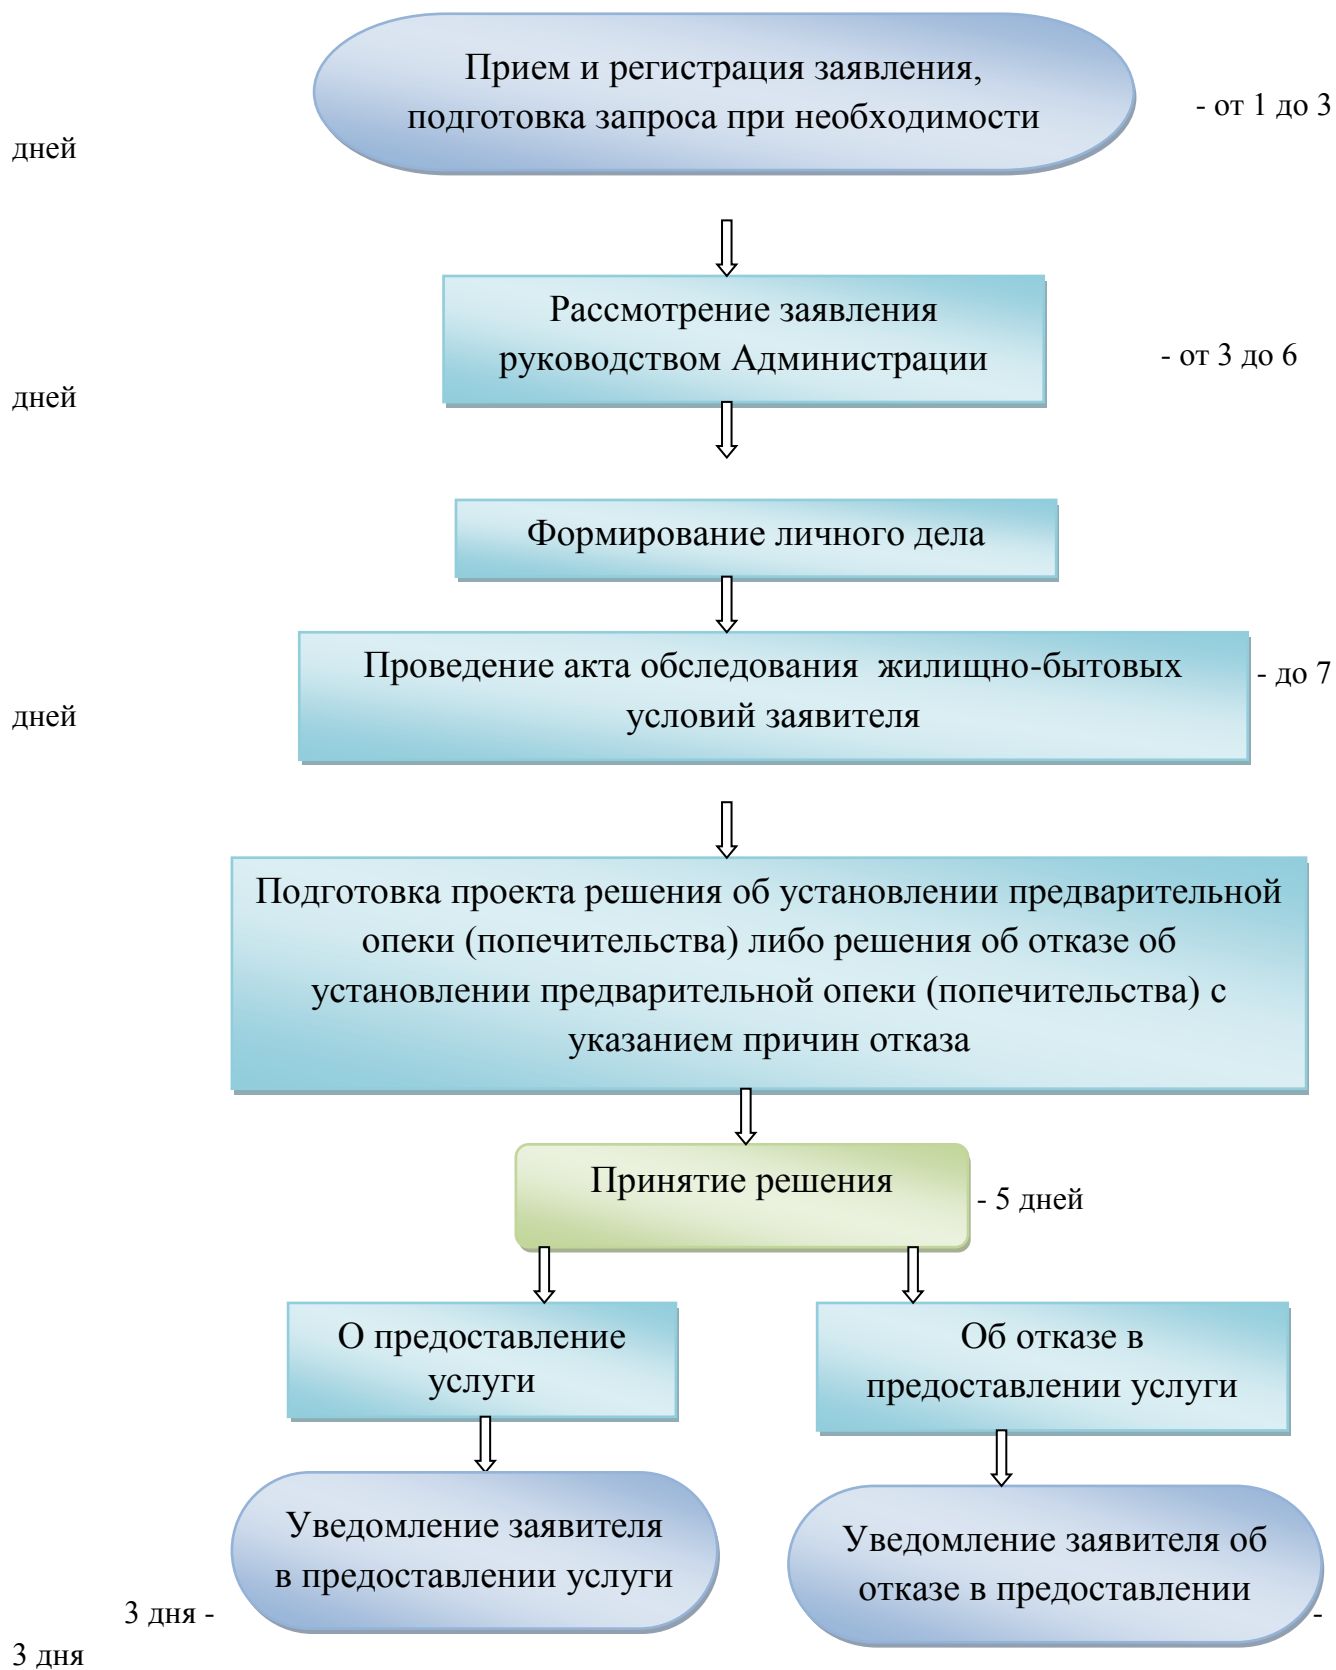 Прием и регистрация заявления,
подготовка запроса при необходимости
- от 1 до 3
дней
Рассмотрение заявления
руководством Администрации
- от 3 до 6
дней
Формирование личного дела
Проведение акта обследования  жилищно-бытовых
условий заявителя
- до 7
дней
Подготовка проекта решения об установлении предварительной
опеки (попечительства) либо решения об отказе об
установлении предварительной опеки (попечительства) с
указанием причин отказа
Принятие решения
- 5 дней
О предоставление
услуги
Об отказе в
предоставлении услуги
Уведомление заявителя
в предоставлении услуги
Уведомление заявителя об
отказе в предоставлении
3 дня -
-
3 дня